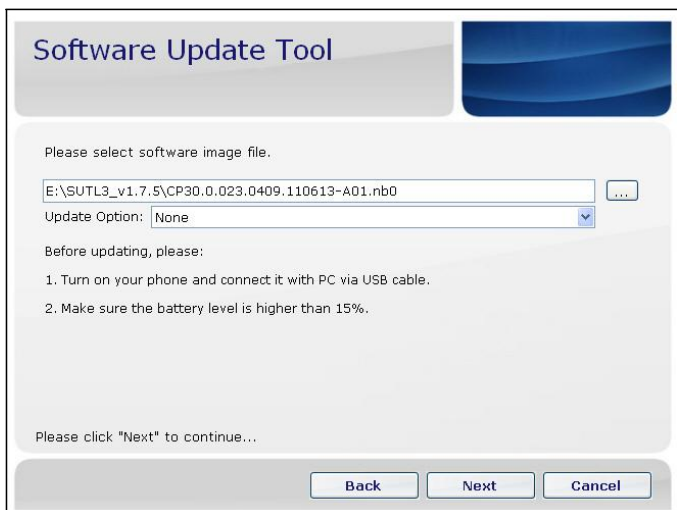 Software Update Tool
Please select software image file.
E:\SUTL3_v1.7.5\CP30.0.023.0409.110613-A01.nb0
...
Update Option: None
Before updating, please:
1. Turn on your phone and connect it with PC via USB cable.
2. Make sure the battery level is higher than 15%.
Please click "Next" to continue...
Back Next Cancel